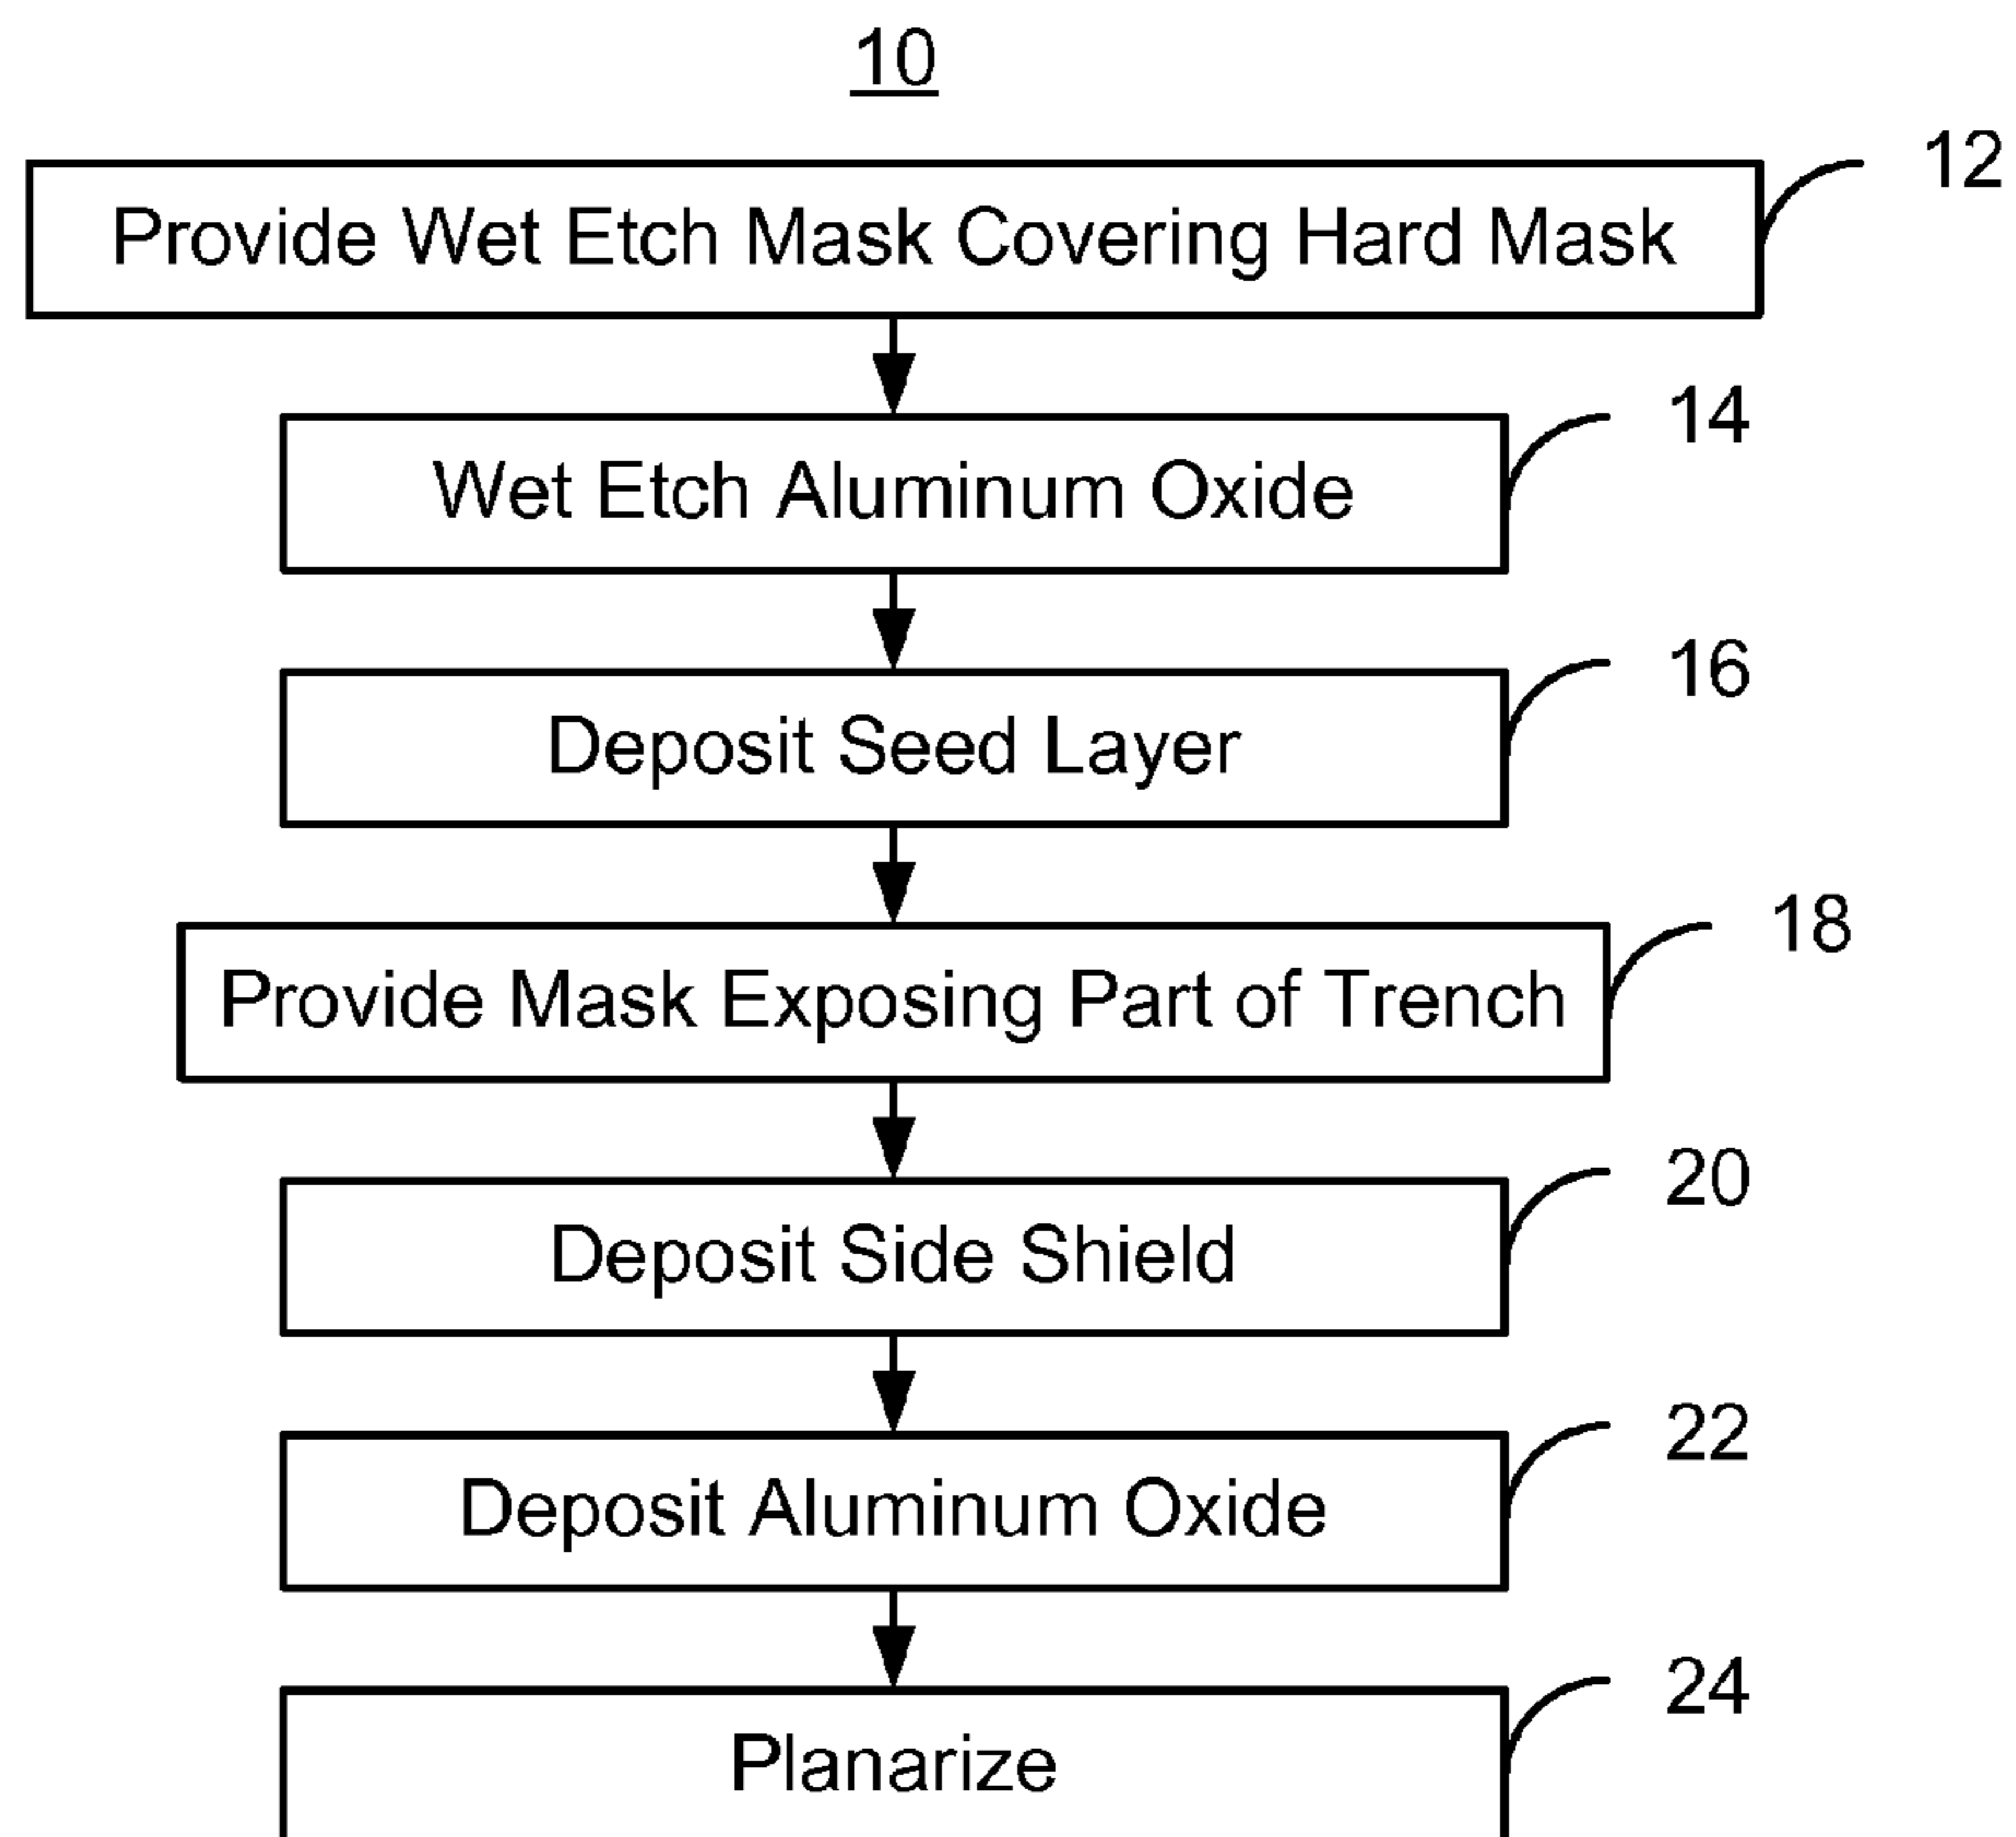 10
Provide Wet Etch Mask Covering Hard Mask
12
Wet Etch Aluminum Oxide
14
Deposit Seed Layer
16
Provide Mask Exposing Part of Trench
18
Deposit Side Shield
20
Deposit Aluminum Oxide
22
Planarize
24